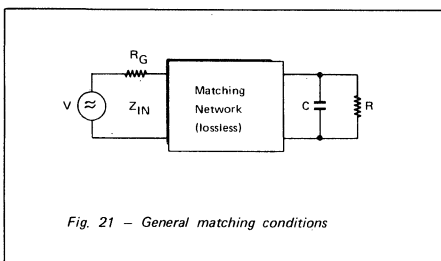 R_G
V
Z_IN
Matching
Network
(lossless)
C
R
Fig. 21 – General matching conditions